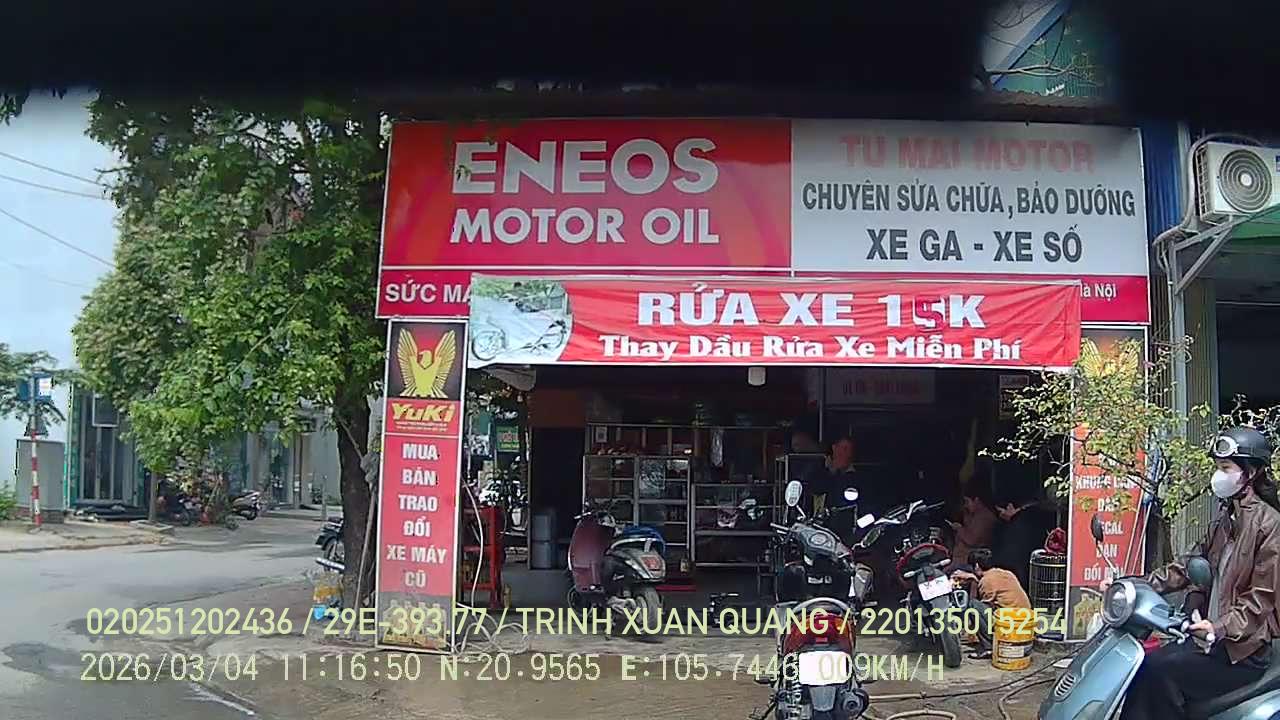 ENEOS
MOTOR OIL
TU MAI MOTOR
CHUYÊN SỬA CHỮA, BẢO DƯỠNG
XE GA - XE SỐ
SỨC MẠ
Hà Nội
RỬA XE 15K
Thay Dầu Rửa Xe Miễn Phí
YuKi
MUA
BÁN
TRAO
ĐỔI
XE MÁY
CŨ
020251202436 / 29E-393.77 / TRINH XUAN QUANG / 220135015254
2026/03/04 11:16:50 N:20.9565 E:105.7446 009KM/H